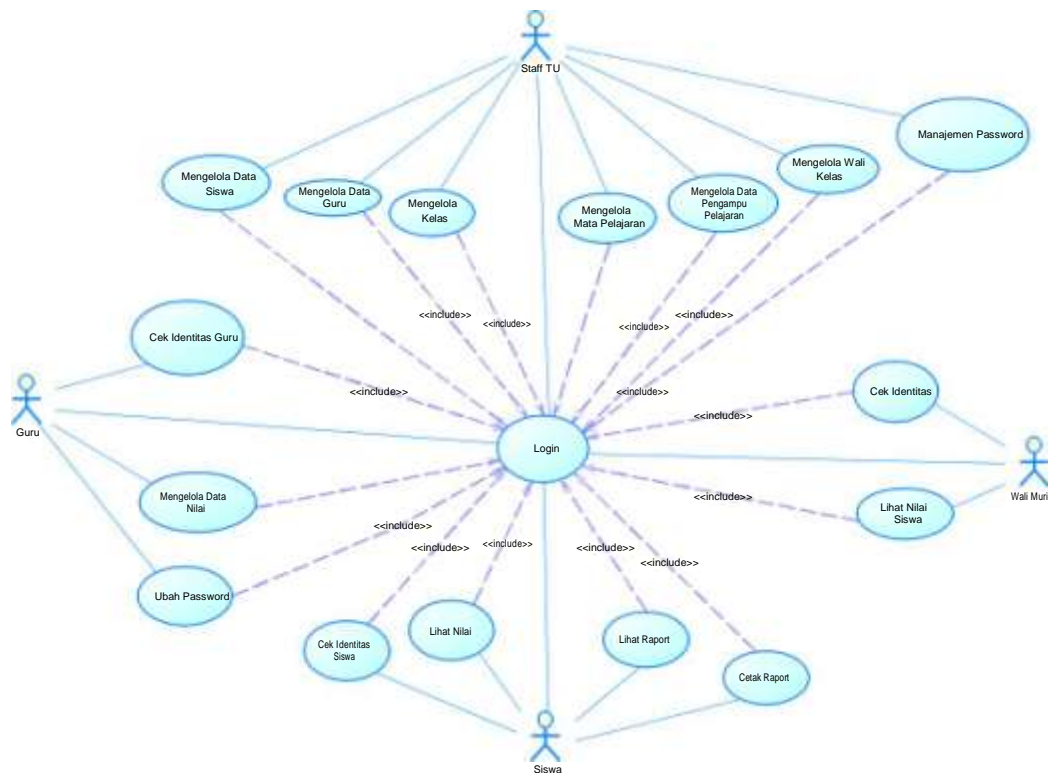 Staff TU
Manajemen Password
Mengelola Data
Siswa
Mengelola Data
Guru
Mengelola
Kelas
Mengelola
Mata Pelajaran
Mengelola Data
Pengampu
Pelajaran
Mengelola Wali
Kelas
<<include>>
<<include>>
<<include>>
<<include>>
Cek Identitas Guru
<<include>>
Cek Identitas
<<include>>
Guru
Login
Wali Muri
Mengelola Data
Nilai
<<include>>
Lihat Nilai
Siswa
<<include>>
<<include>>
<<include>>
<<include>>
<<include>>
Ubah Password
Cek Identitas
Siswa
Lihat Nilai
Lihat Raport
Cetak Raport
Siswa